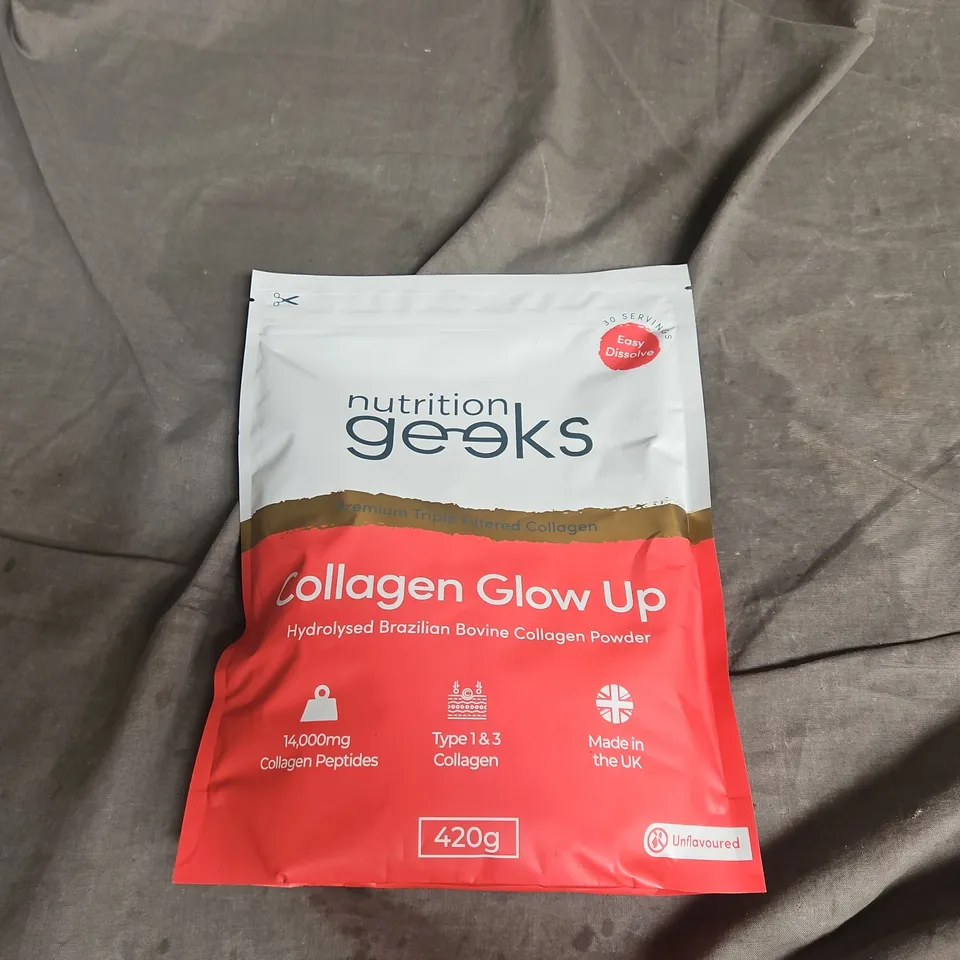 30 SERVINGS
Easy
Dissolve
nutrition
geeks
Premium Triple Filtered Collagen
Collagen Glow Up
Hydrolysed Brazilian Bovine Collagen Powder
14,000mg
Collagen Peptides
Type 1 & 3
Collagen
Made in
the UK
420g
Unflavoured